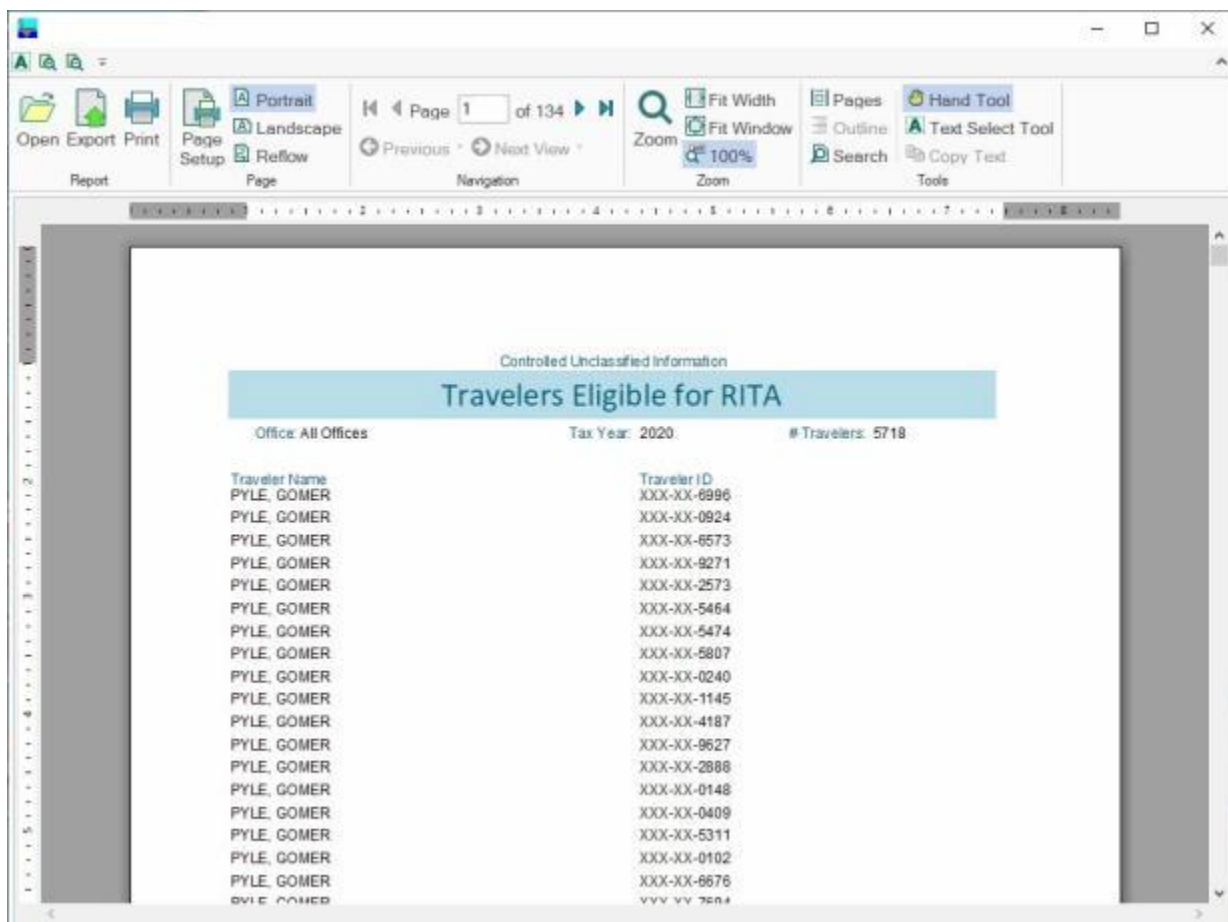 Open Export Print
Report
Page Setup
Portrait
Landscape
Reflow
Page
Page 1 of 134
Previous
Next View
Navigation
Zoom
Fit Width
Fit Window
100%
Zoom
Pages
Outline
Search
Hand Tool
Text Select Tool
Copy Text
Tools
Controlled Unclassified Information
Travelers Eligible for RITA
Office: All Offices Tax Year: 2020 # Travelers: 5718
Traveler Name Traveler ID
PYLE, GOMER XXX-XX-6996
PYLE, GOMER XXX-XX-0924
PYLE, GOMER XXX-XX-6573
PYLE, GOMER XXX-XX-9271
PYLE, GOMER XXX-XX-2573
PYLE, GOMER XXX-XX-5464
PYLE, GOMER XXX-XX-5474
PYLE, GOMER XXX-XX-5807
PYLE, GOMER XXX-XX-0240
PYLE, GOMER XXX-XX-1145
PYLE, GOMER XXX-XX-4187
PYLE, GOMER XXX-XX-9627
PYLE, GOMER XXX-XX-2888
PYLE, GOMER XXX-XX-0148
PYLE, GOMER XXX-XX-0409
PYLE, GOMER XXX-XX-5311
PYLE, GOMER XXX-XX-0102
PYLE, GOMER XXX-XX-6676
PYLE, GOMER